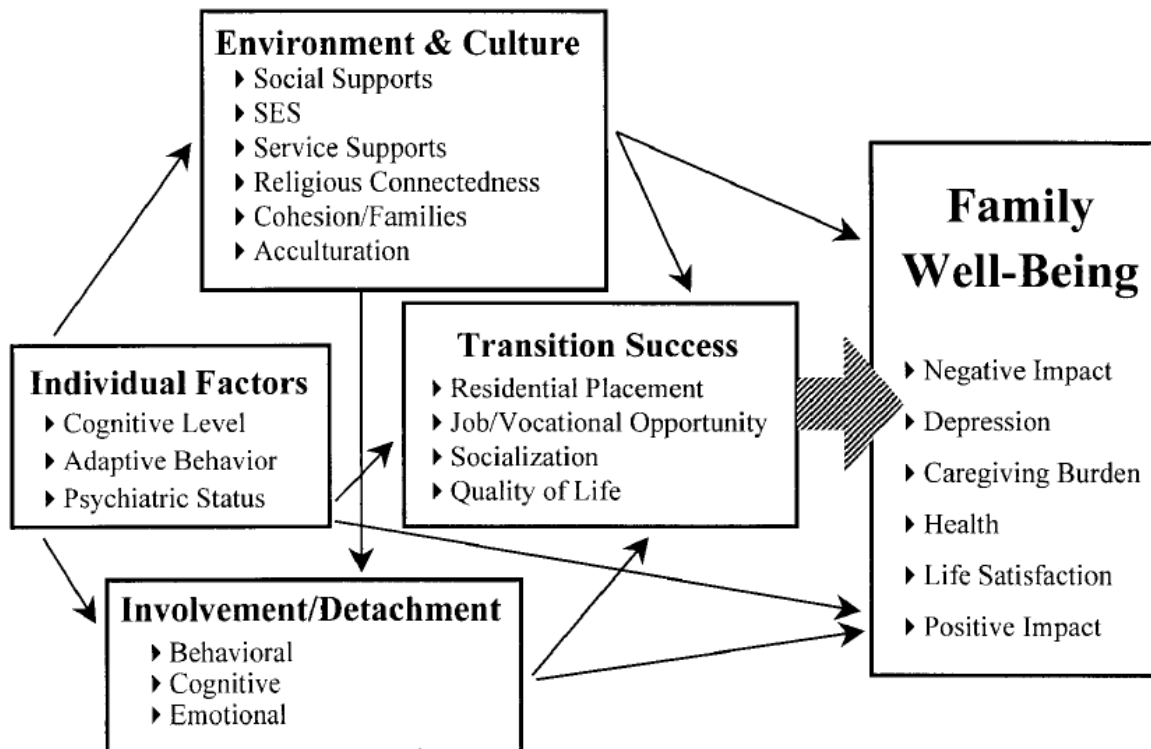 Environment & Culture
Social Supports
SES
Service Supports
Religious Connectedness
Cohesion/Families
Acculturation
Individual Factors
Cognitive Level
Adaptive Behavior
Psychiatric Status
Transition Success
Residential Placement
Job/Vocational Opportunity
Socialization
Quality of Life
Involvement/Detachment
Behavioral
Cognitive
Emotional
Family
Well-Being
Negative Impact
Depression
Caregiving Burden
Health
Life Satisfaction
Positive Impact